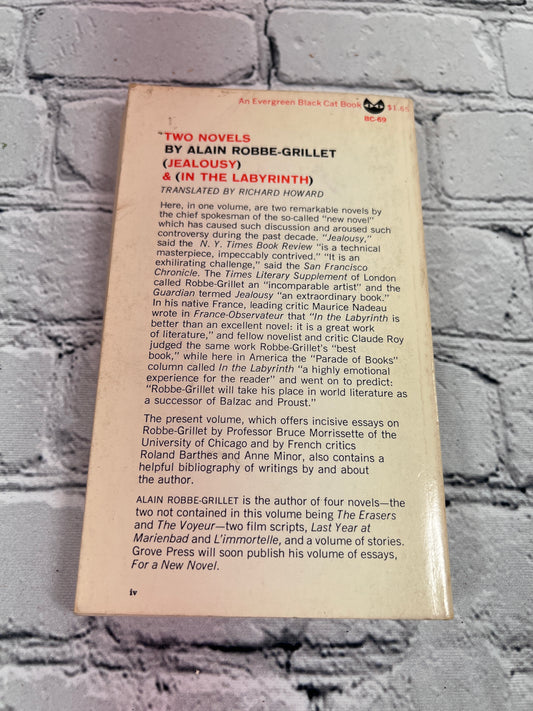 An Evergreen Black Cat Book $1.65
BC-69
TWO NOVELS
BY ALAIN ROBBE-GRILLET
(JEALOUSY)
& (IN THE LABYRINTH)
TRANSLATED BY RICHARD HOWARD
Here, in one volume, are two remarkable novels by
the chief spokesman of the so-called "new novel"
which has caused such discussion and aroused such
controversy during the past decade. "Jealousy,"
said the N. Y. Times Book Review "is a technical
masterpiece, impeccably contrived." "It is an
exhilirating challenge," said the San Francisco
Chronicle. The Times Literary Supplement of London
called Robbe-Grillet an "incomparable artist" and the
Guardian termed Jealousy "an extraordinary book."
In his native France, leading critic Maurice Nadeau
wrote in France-Observateur that "In the Labyrinth is
better than an excellent novel: it is a great work
of literature," and fellow novelist and critic Claude Roy
judged the same work Robbe-Grillet's "best
book," while here in America the "Parade of Books"
column called In the Labyrinth "a highly emotional
experience for the reader" and went on to predict:
"Robbe-Grillet will take his place in world literature as
a successor of Balzac and Proust."
The present volume, which offers incisive essays on
Robbe-Grillet by Professor Bruce Morrissette of the
University of Chicago and by French critics
Roland Barthes and Anne Minor, also contains a
helpful bibliography of writings by and about
the author.
ALAIN ROBBE-GRILLET is the author of four novels—the
two not contained in this volume being The Erasers
and The Voyeur—two film scripts, Last Year at
Marienbad and L'immortelle, and a volume of stories.
Grove Press will soon publish his volume of essays,
For a New Novel.
iv